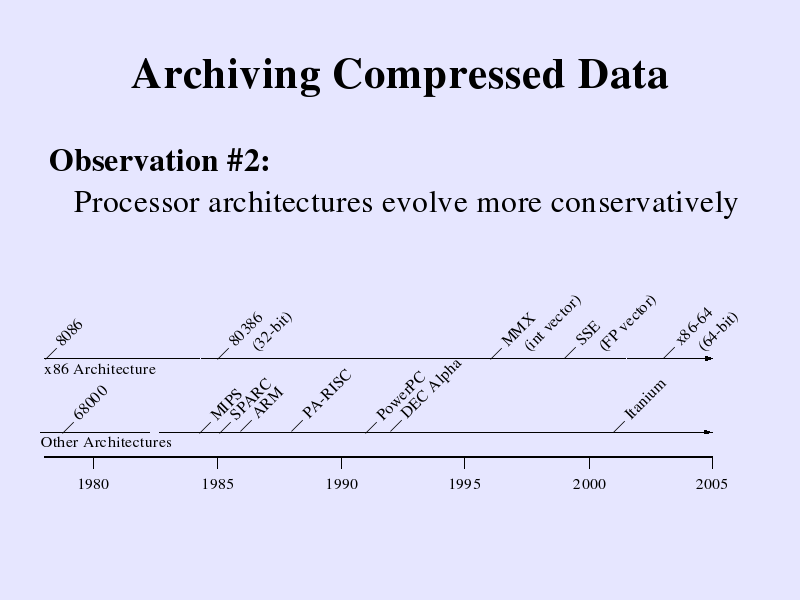 Archiving Compressed Data
Observation #2:
Processor architectures evolve more conservatively
8086
80386
(32-bit)
MMX
(int vector)
SSE
(FP vector)
x86-64
(64-bit)
x86 Architecture
68000
MIPS
SPARC
ARM
PA-RISC
PowerPC
DEC Alpha
Itanium
Other Architectures
1980
1985
1990
1995
2000
2005